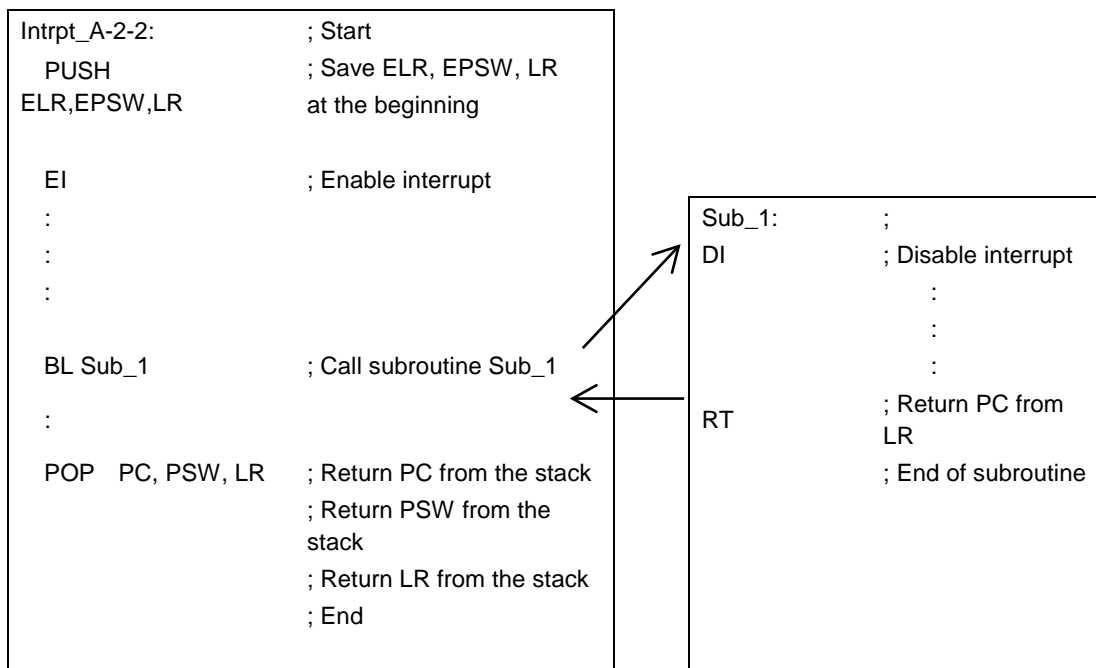 Intrpt_A-2-2: ; Start
PUSH ; Save ELR, EPSW, LR
ELR,EPSW,LR at the beginning
EI ; Enable interrupt
:
:
:
BL Sub_1 ; Call subroutine Sub_1
:
POP PC, PSW, LR ; Return PC from the stack
; Return PSW from the
stack
; Return LR from the stack
; End
Sub_1: ;
DI ; Disable interrupt
:
:
:
RT ; Return PC from
LR
; End of subroutine